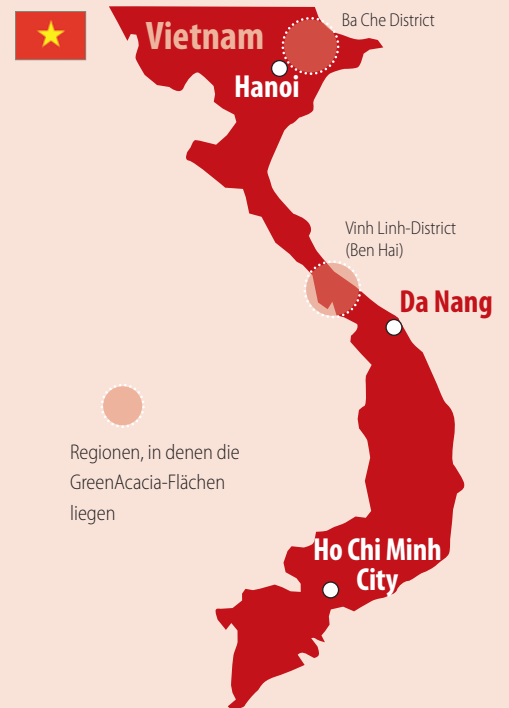 Ba Che District
Vietnam
Hanoi
Vinh Linh-District
(Ben Hai)
Da Nang
Regionen, in denen die
GreenAcacia-Flächen
liegen
Ho Chi Minh
City